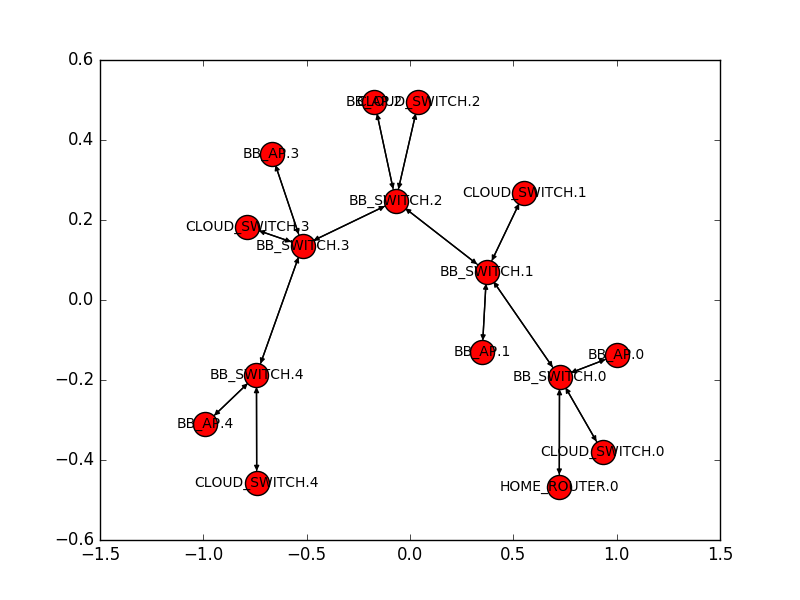 0.6
BB_AP.2
CLOUD_SWITCH.2
0.4
BB_AP.3
CLOUD_SWITCH.1
BB_SWITCH.2
0.2
CLOUD_SWITCH.3
BB_SWITCH.3
BB_SWITCH.1
0.0
BB_AP.1
BB_AP.0
BB_SWITCH.4
BB_SWITCH.0
−0.2
BB_AP.4
CLOUD_SWITCH.0
−0.4
CLOUD_SWITCH.4
HOME_ROUTER.0
−0.6
−1.5 −1.0 −0.5 0.0 0.5 1.0 1.5